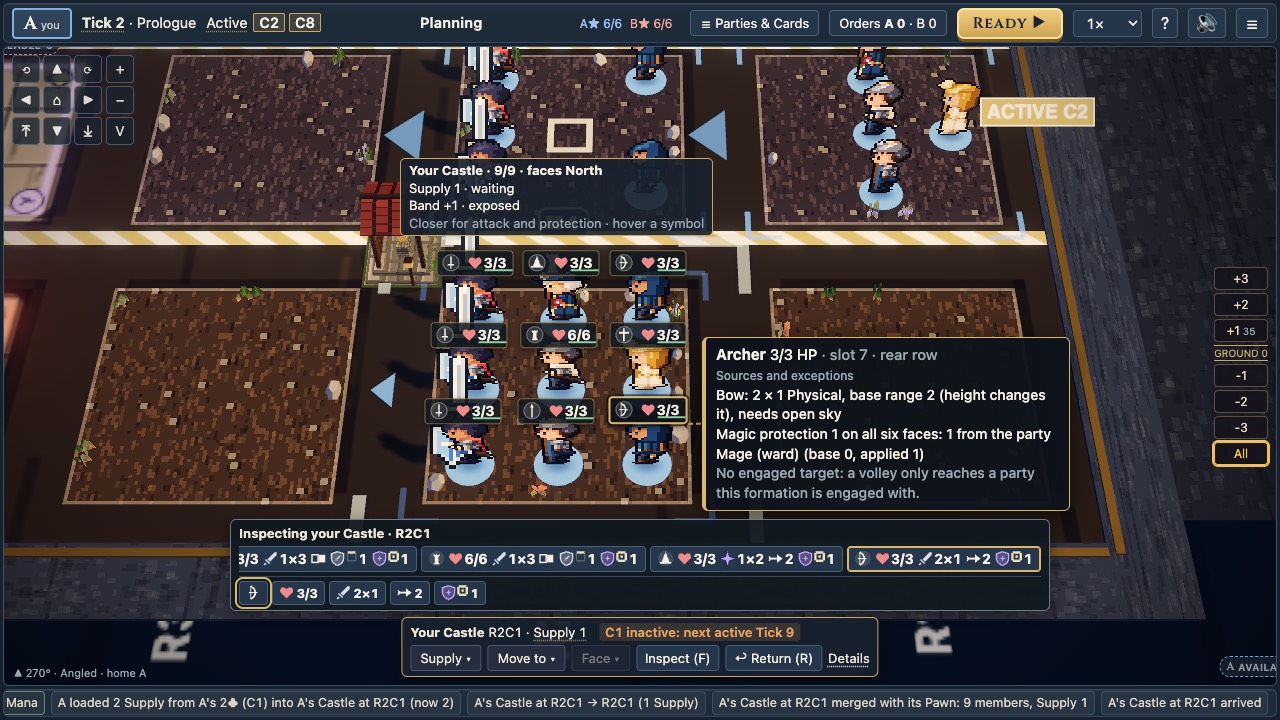 A you
Tick 2 · Prologue Active C2 C8
Planning
A★ 6/6 B★ 6/6
≡ Parties & Cards
Orders A 0 · B 0
READY ▶
1×
?
≡
+
−
V
ACTIVE C2
Your Castle · 9/9 · faces North
Supply 1 · waiting
Band +1 · exposed
Closer for attack and protection · hover a symbol
3/3 3/3 3/3
3/3 6/6 3/3
3/3 3/3 3/3
Archer 3/3 HP · slot 7 · rear row
Sources and exceptions
Bow: 2 × 1 Physical, base range 2 (height changes
it), needs open sky
Magic protection 1 on all six faces: 1 from the party
Mage (ward) (base 0, applied 1)
No engaged target: a volley only reaches a party
this formation is engaged with.
+3
+2
+1 35
GROUND 0
-1
-2
-3
All
Inspecting your Castle · R2C1
3/3 1×3 1 1
6/6 1×3 1 1
3/3 1×2 2 1
3/3 2×1 2 1
3/3 2×1 2 1
Your Castle R2C1 · Supply 1 C1 inactive: next active Tick 9
Supply ▾ Move to ▾ Face ▾ Inspect (F) ↩ Return (R) Details
▲ 270° · Angled · home A
A AVAILA
Mana
A loaded 2 Supply from A's 2♣ (C1) into A's Castle at R2C1 (now 2)
A's Castle at R2C1 → R2C1 (1 Supply)
A's Castle at R2C1 merged with its Pawn: 9 members, Supply 1
A's Castle at R2C1 arrived